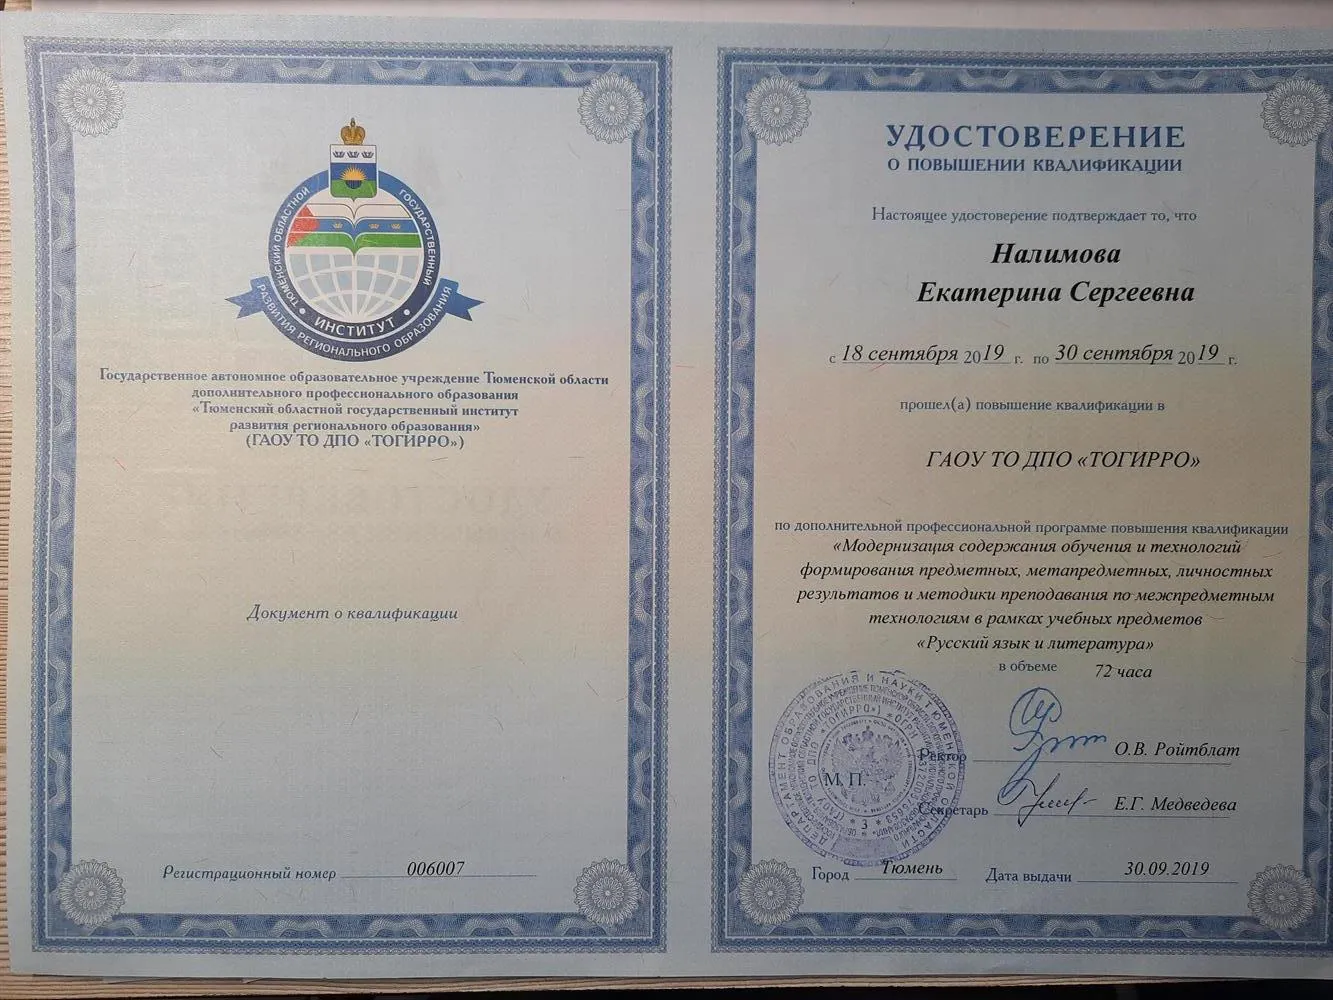 ТЮМЕНСКИЙ ОБЛАСТНОЙ
ГОСУДАРСТВЕННЫЙ
ИНСТИТУТ
РАЗВИТИЯ РЕГИОНАЛЬНОГО ОБРАЗОВАНИЯ
Государственное автономное образовательное учреждение Тюменской области
дополнительного профессионального образования
«Тюменский областной государственный институт
развития регионального образования»
(ГАОУ ТО ДПО «ТОГИРРО»)
Документ о квалификации
Регистрационный номер 006007
УДОСТОВЕРЕНИЕ
О ПОВЫШЕНИИ КВАЛИФИКАЦИИ
Настоящее удостоверение подтверждает то, что
Налимова
Екатерина Сергеевна
с 18 сентября 2019 г. по 30 сентября 2019 г.
прошел(а) повышение квалификации в
ГАОУ ТО ДПО «ТОГИРРО»
по дополнительной профессиональной программе повышения квалификации
«Модернизация содержания обучения и технологий
формирования предметных, метапредметных, личностных
результатов и методики преподавания по межпредметным
технологиям в рамках учебных предметов
«Русский язык и литература»
в объеме 72 часа
ДЕПАРТАМЕНТ ОБРАЗОВАНИЯ И НАУКИ ТЮМЕНСКОЙ ОБЛАСТИ
М.П.
Ректор О.В. Ройтблат
Секретарь Е.Г. Медведева
Город Тюмень Дата выдачи 30.09.2019